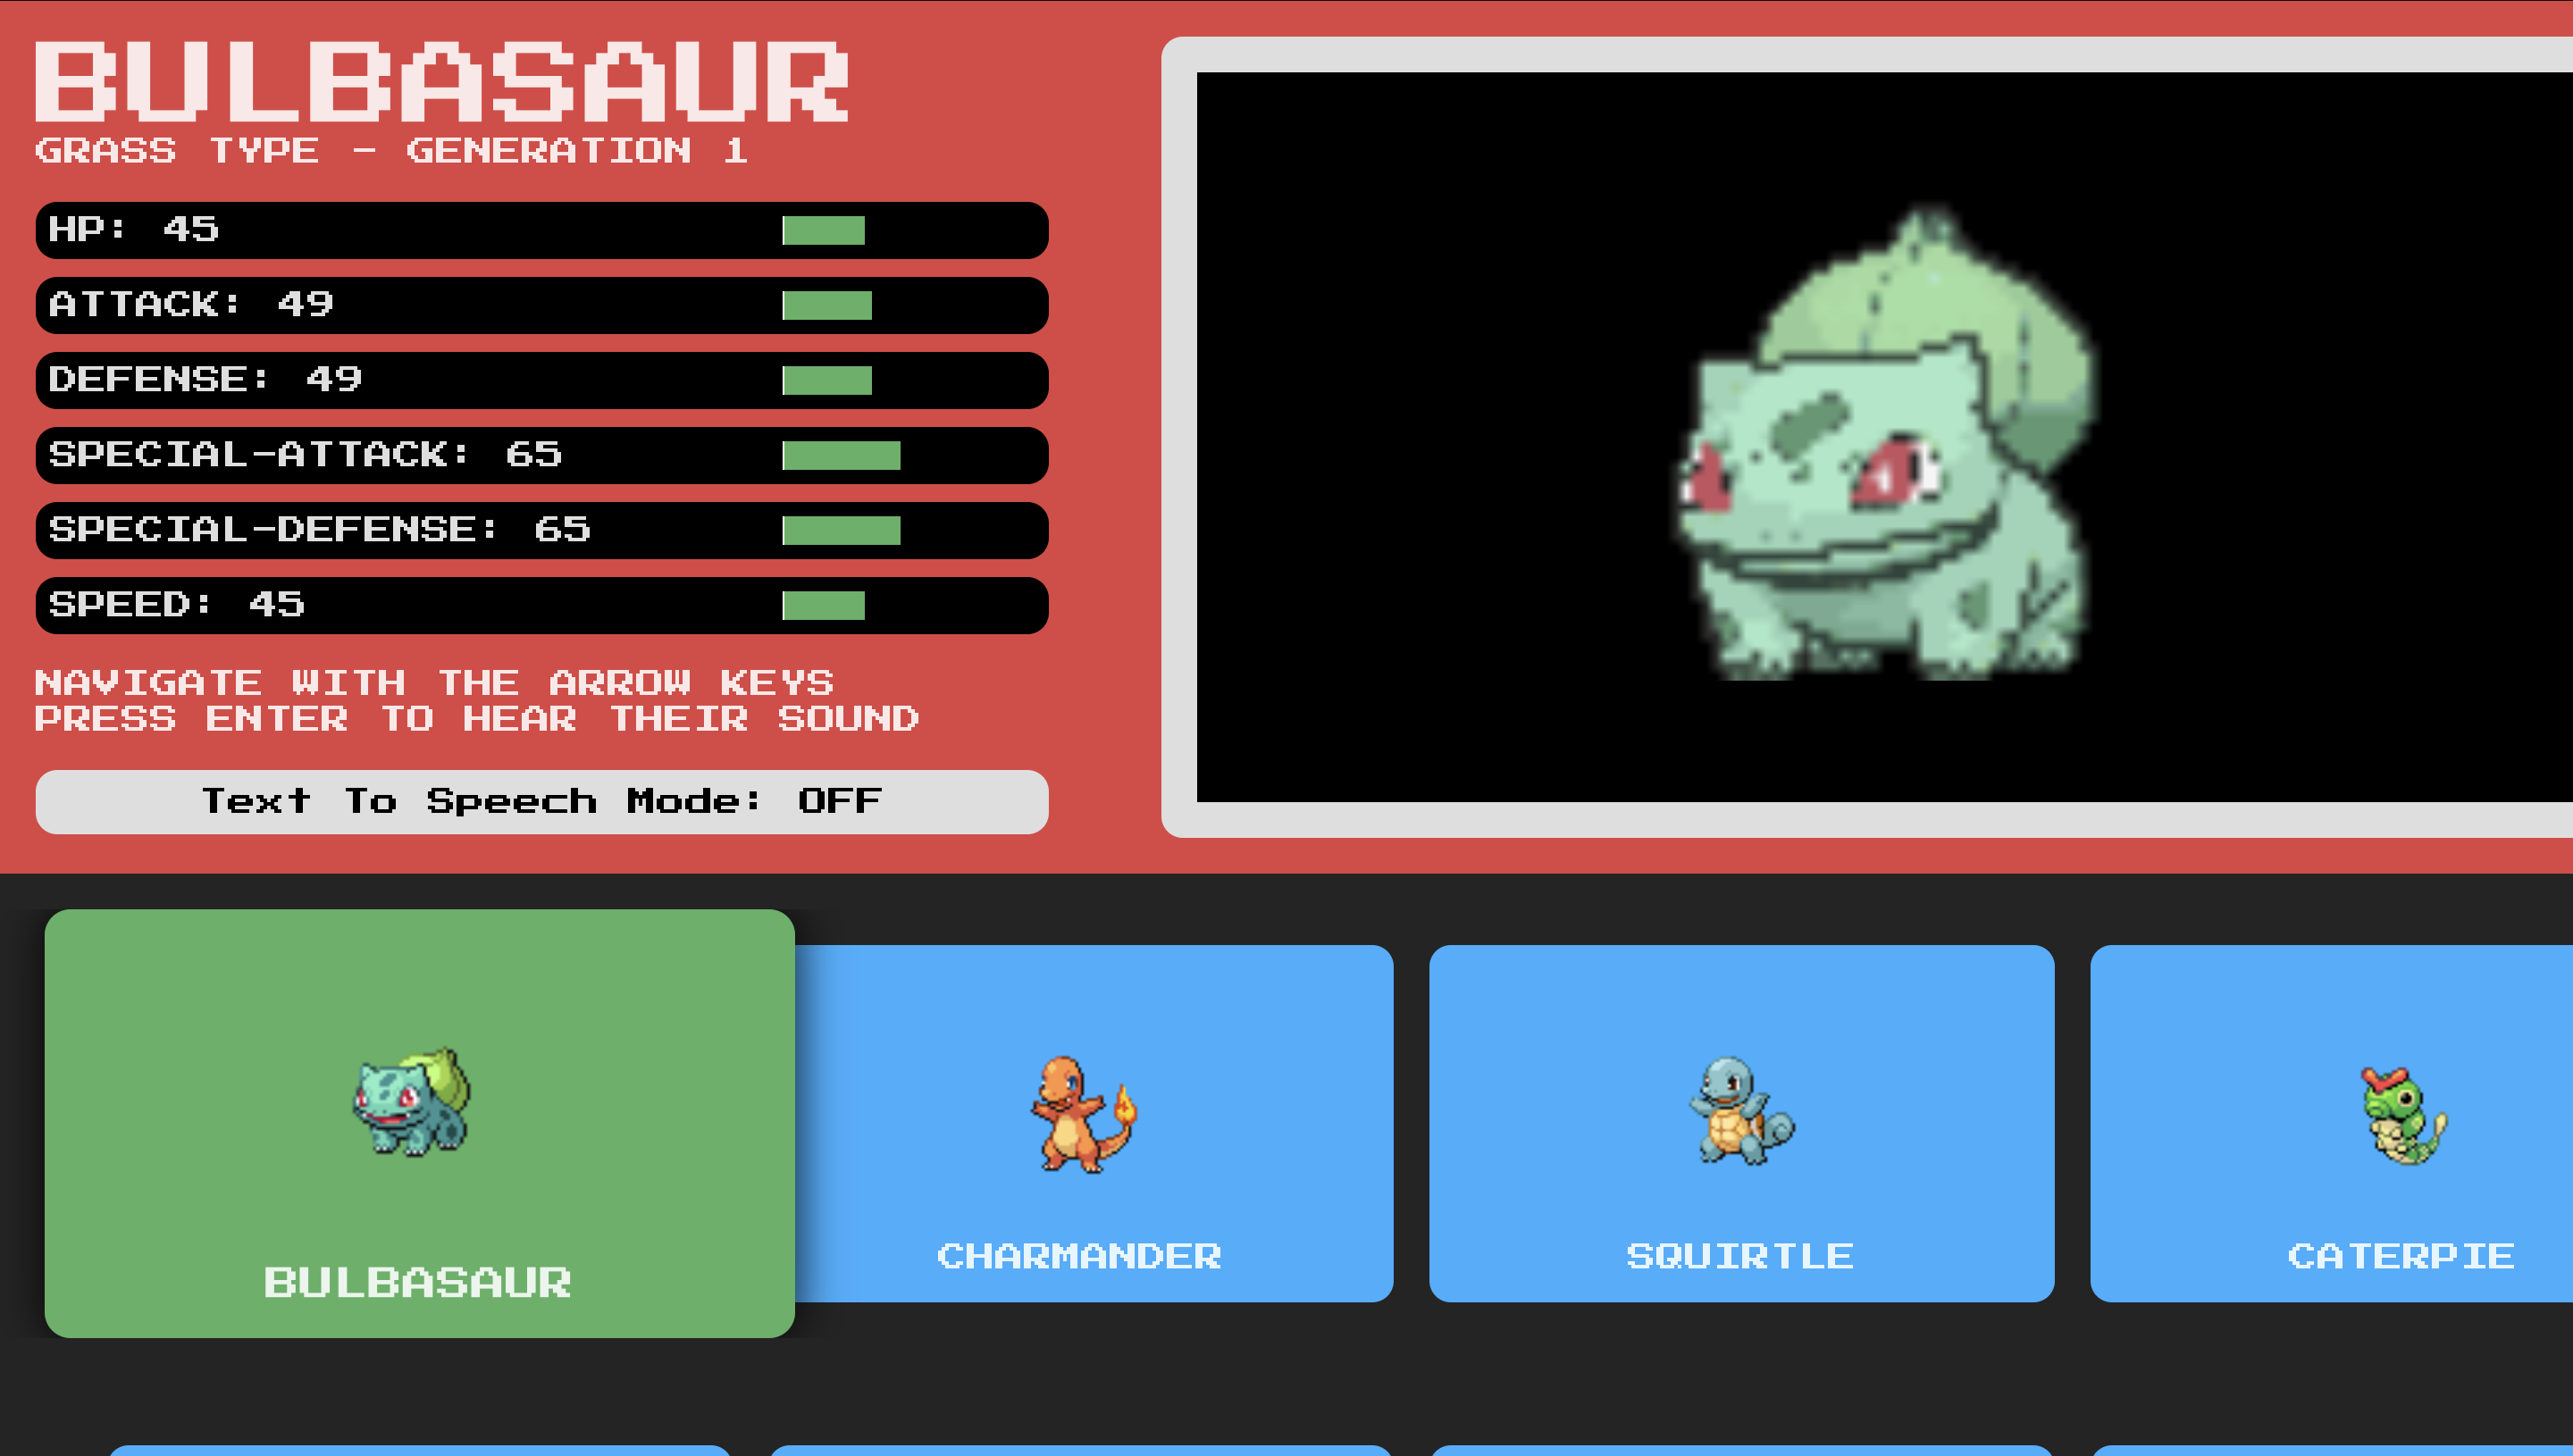 BULBASAUR
GRASS TYPE - GENERATION 1
HP: 45
ATTACK: 49
DEFENSE: 49
SPECIAL-ATTACK: 65
SPECIAL-DEFENSE: 65
SPEED: 45
NAVIGATE WITH THE ARROW KEYS
PRESS ENTER TO HEAR THEIR SOUND
Text To Speech Mode: OFF
BULBASAUR
CHARMANDER
SQUIRTLE
CATERPIE